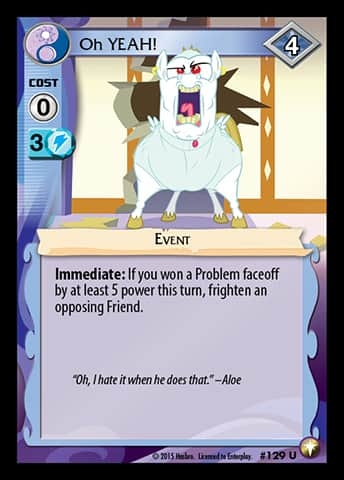 Oh YEAH!
4
COST
0
3
EVENT
Immediate: If you won a Problem faceoff
by at least 5 power this turn, frighten an
opposing Friend.
"Oh, I hate it when he does that." –Aloe
© 2015 Hasbro. Licensed to Enterplay. #129 U